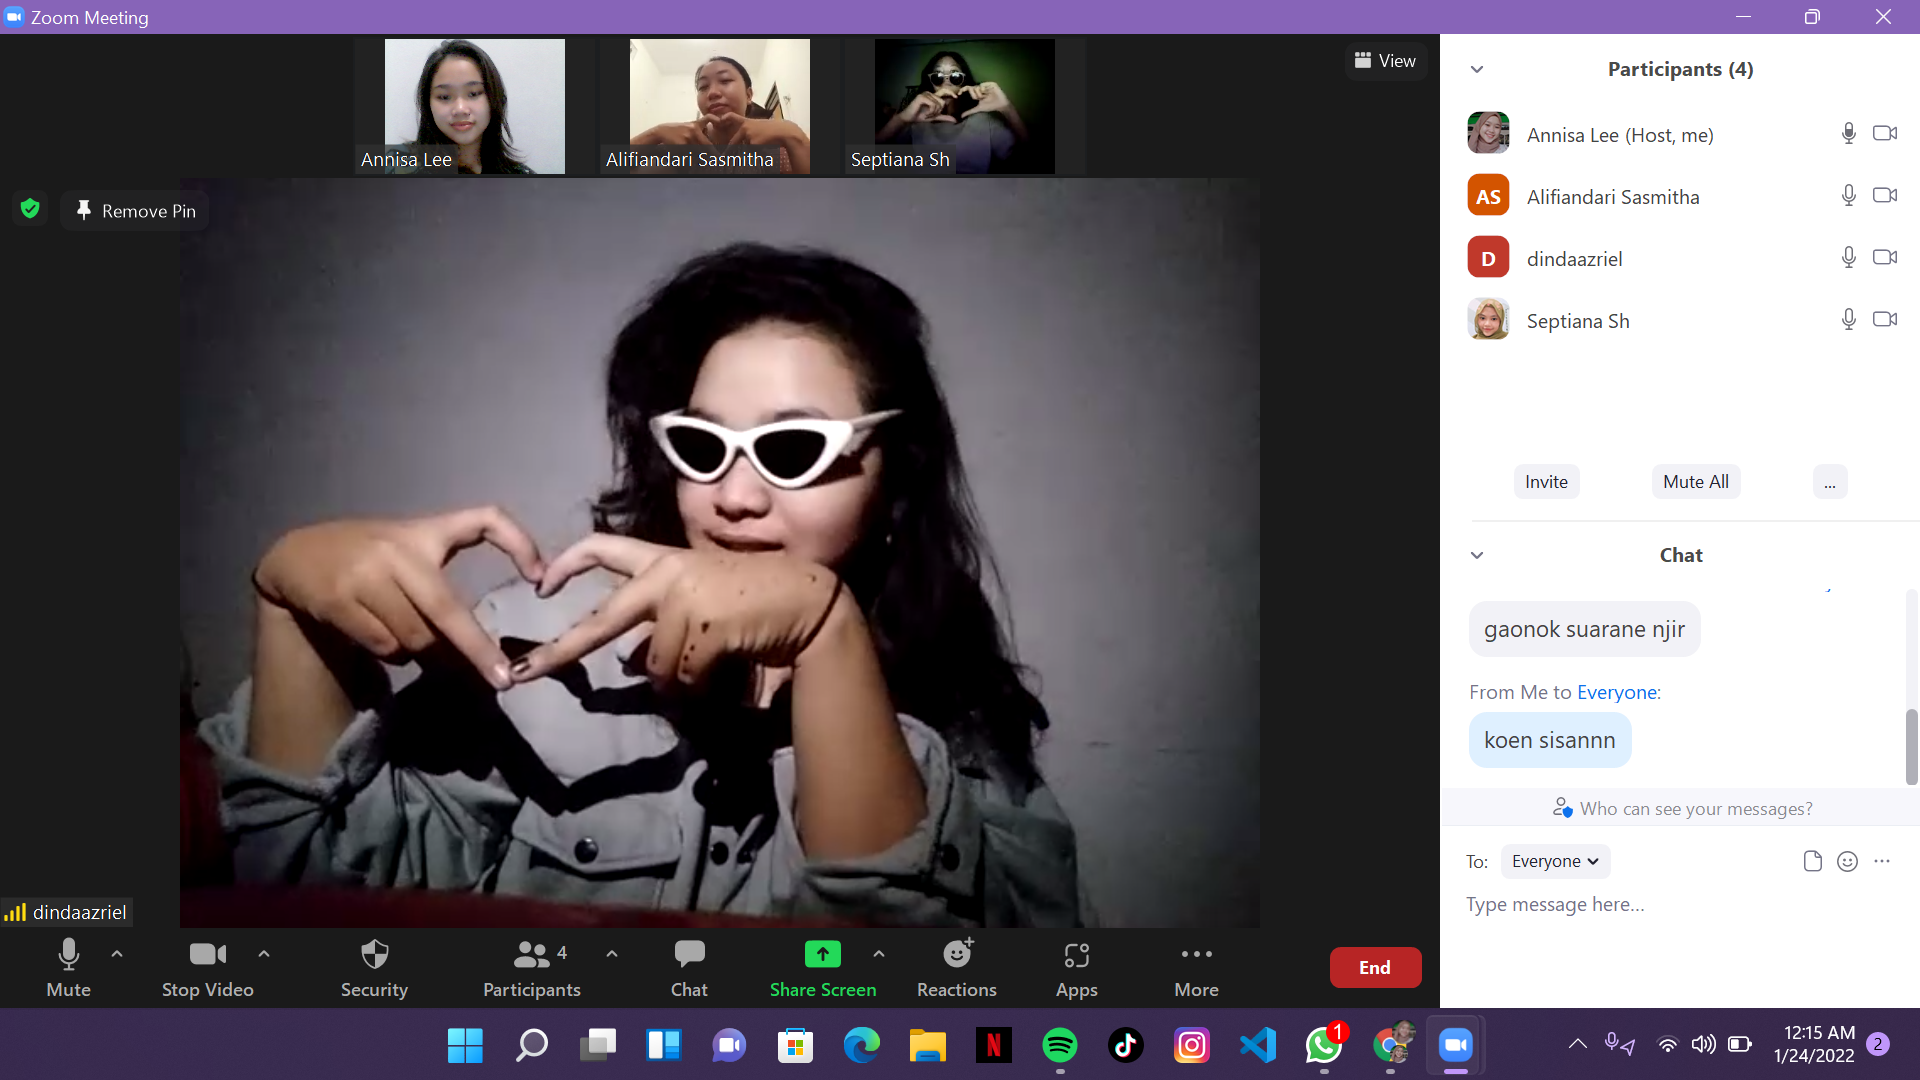 Zoom Meeting
Annisa Lee
Alifiandari Sasmitha
Septiana Sh
View
Remove Pin
dindaazriel
Mute
Stop Video
Security
4
Participants
Chat
Share Screen
Reactions
Apps
More
End
Participants (4)
Annisa Lee (Host, me)
AS
Alifiandari Sasmitha
D
dindaazriel
Septiana Sh
Invite
Mute All
...
Chat
gaonok suarane njir
From Me to Everyone:
koen sisannn
Who can see your messages?
To: Everyone
Type message here...
N
1
12:15 AM
1/24/2022
2